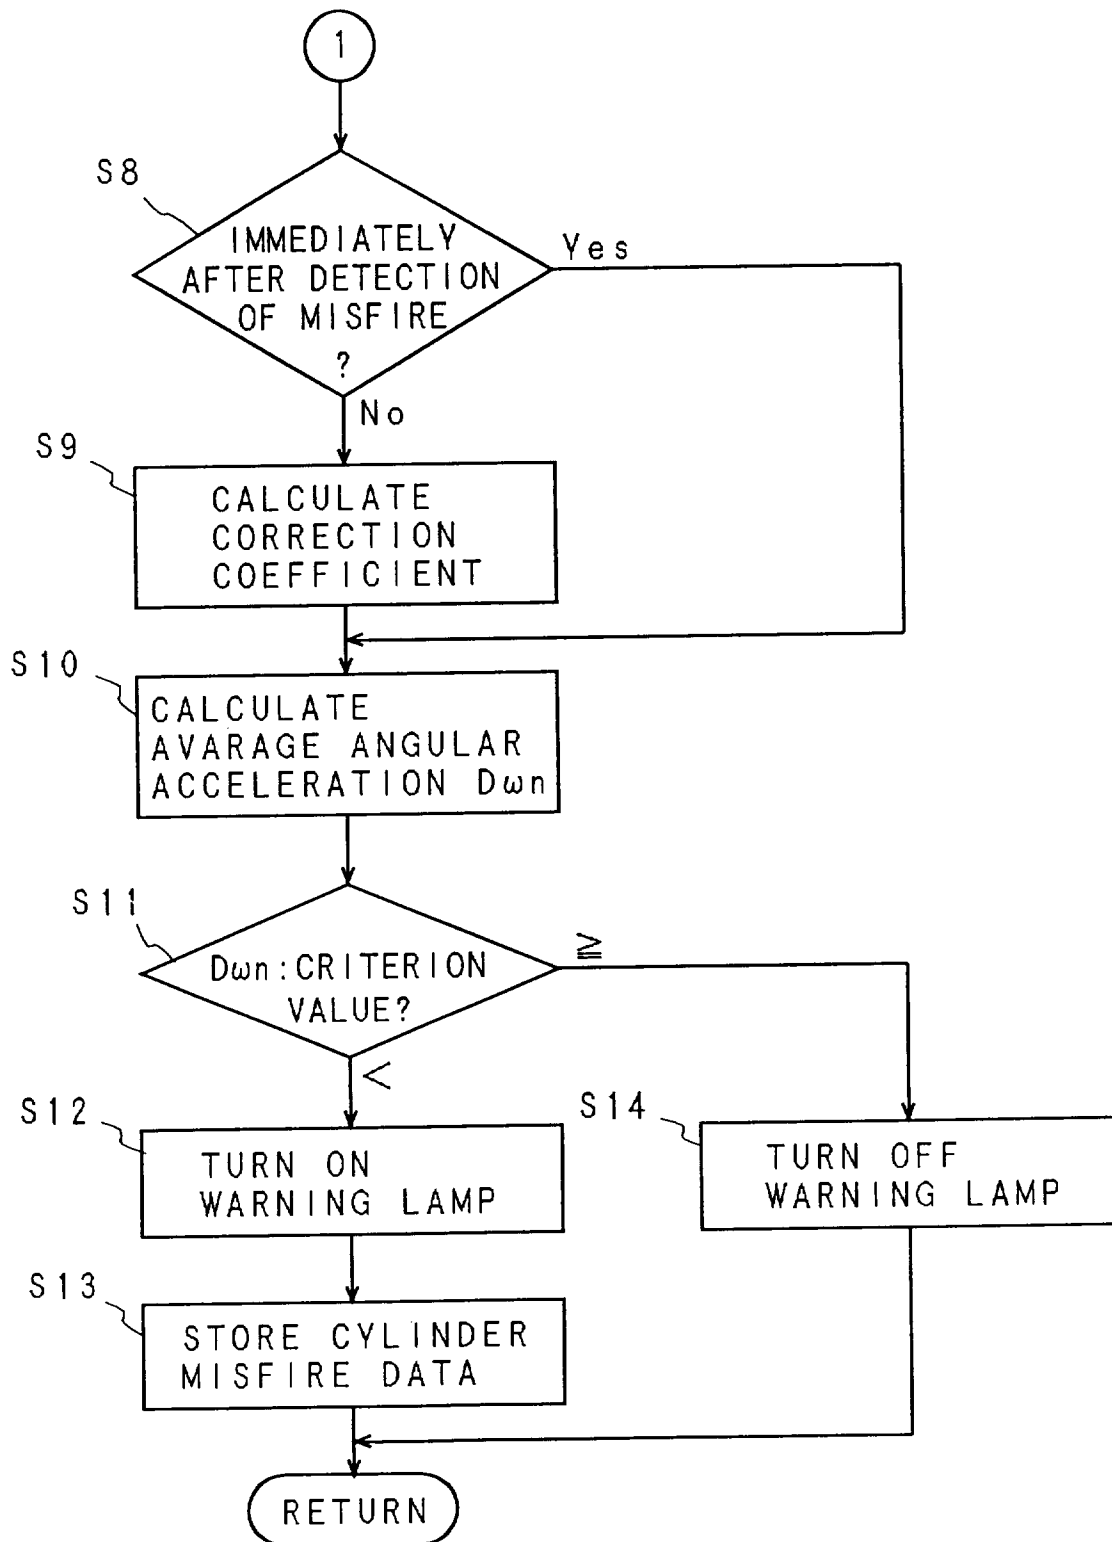 1
S8
IMMEDIATELY
AFTER DETECTION
OF MISFIRE
?
Yes
No
S9
CALCULATE
CORRECTION
COEFFICIENT
S10
CALCULATE
AVARAGE ANGULAR
ACCELERATION Dωn
S11
Dωn:CRITERION
VALUE?
≧
<
S12
TURN ON
WARNING LAMP
S14
TURN OFF
WARNING LAMP
S13
STORE CYLINDER
MISFIRE DATA
RETURN